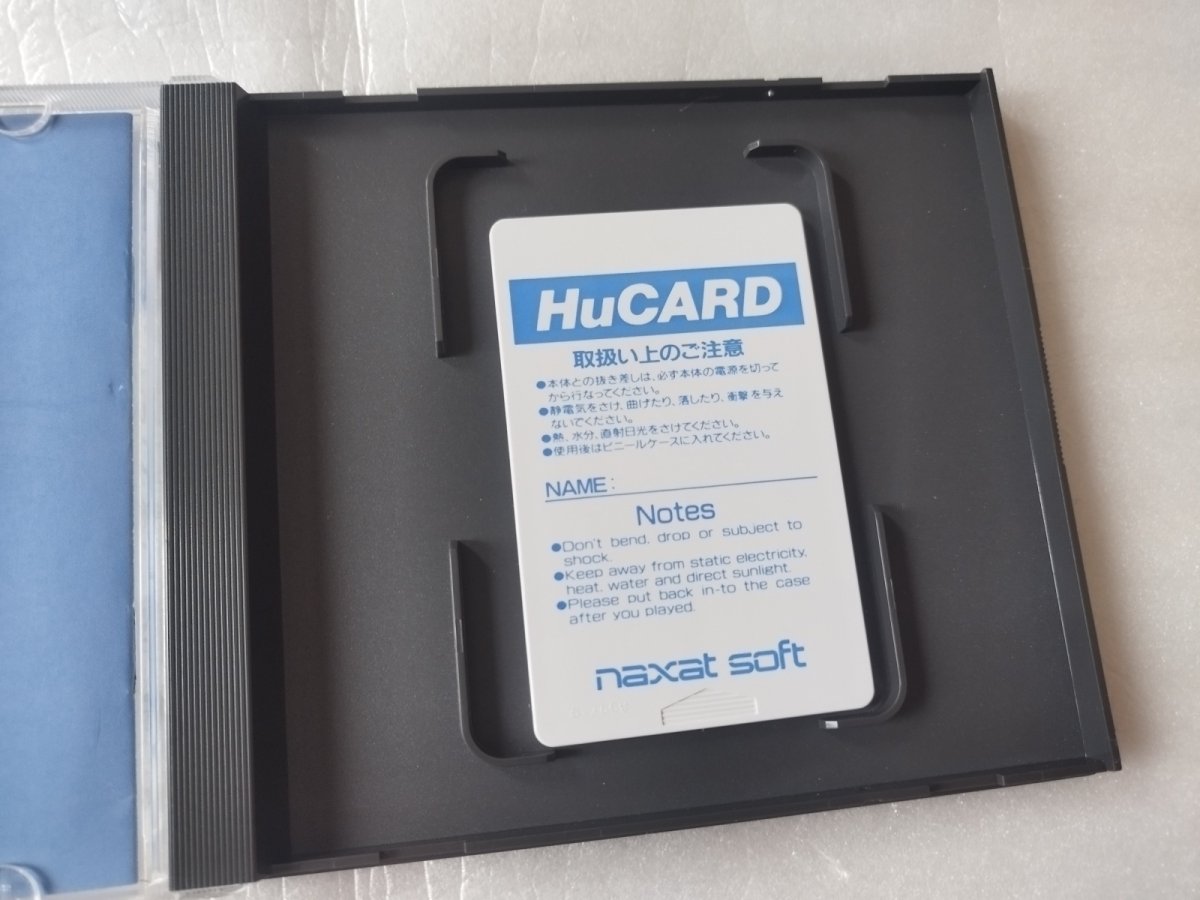 HuCARD
取扱い上のご注意
●本体との抜き差しは、必ず本体の電源を切って
から行なってください。
●静電気をさけ、曲げたり、落したり、衝撃を与え
ないでください。
●熱、水分、直射日光をさけてください。
●使用後はビニールケースに入れてください。
NAME:
Notes
●Don't bend, drop or subject to
shock.
●Keep away from static electricity,
heat, water and direct sunlight.
●Please put back in-to the case
after you played.
naxat soft